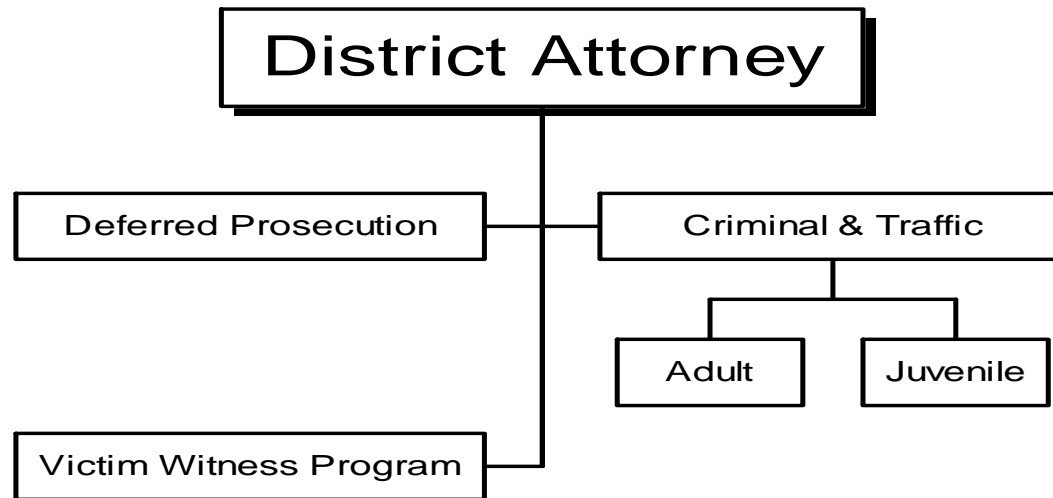 District Attorney
Deferred Prosecution
Criminal & Traffic
Adult
Juvenile
Victim Witness Program